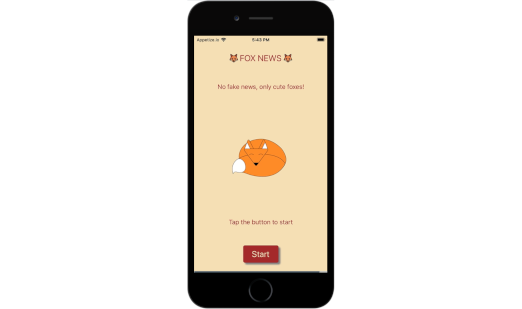 Appetize.io 5:43 PM
🦊 FOX NEWS 🦊
No fake news, only cute foxes!
Tap the button to start
Start